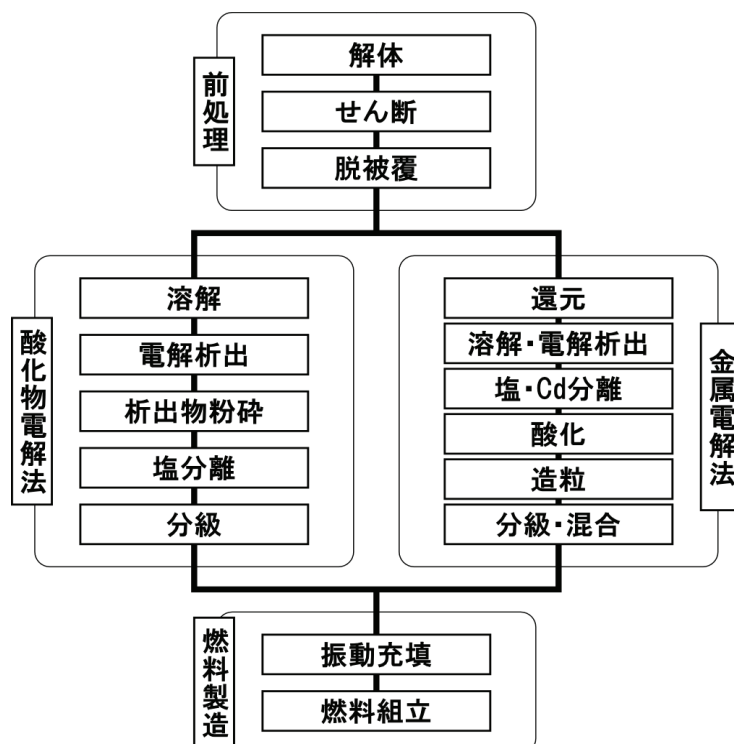 前処理
解体
せん断
脱被覆
酸化物電解法
溶解
電解析出
析出物粉砕
塩分離
分級
金属電解法
還元
溶解・電解析出
塩・Cd分離
酸化
造粒
分級・混合
燃料製造
振動充填
燃料組立